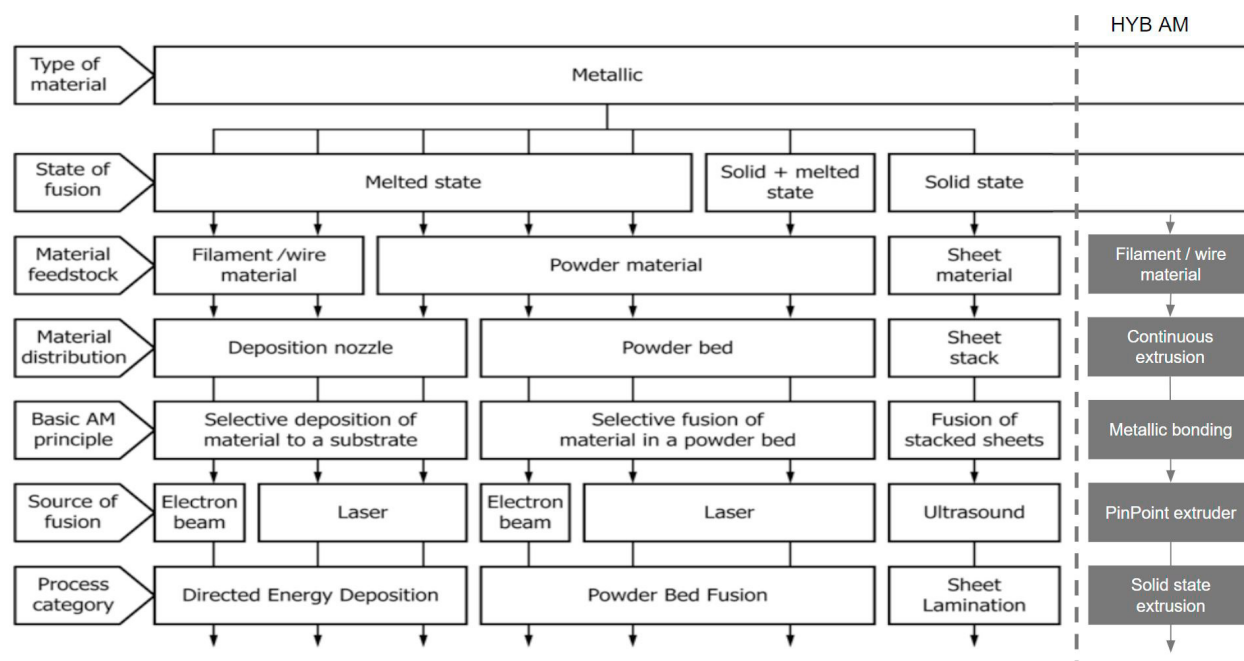 HYB AM
Type of
material
Metallic
State of
fusion
Melted state
Solid + melted
state
Solid state
Material
feedstock
Filament /wire
material
Powder material
Sheet
material
Filament / wire
material
Material
distribution
Deposition nozzle
Powder bed
Sheet
stack
Continuous
extrusion
Basic AM
principle
Selective deposition of
material to a substrate
Selective fusion of
material in a powder bed
Fusion of
stacked sheets
Metallic bonding
Source of
fusion
Electron
beam
Laser
Electron
beam
Laser
Ultrasound
PinPoint extruder
Process
category
Directed Energy Deposition
Powder Bed Fusion
Sheet
Lamination
Solid state
extrusion